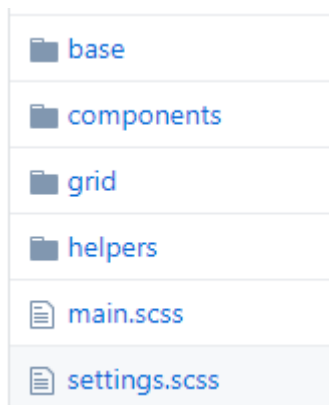 base
components
grid
helpers
main.scss
settings.scss